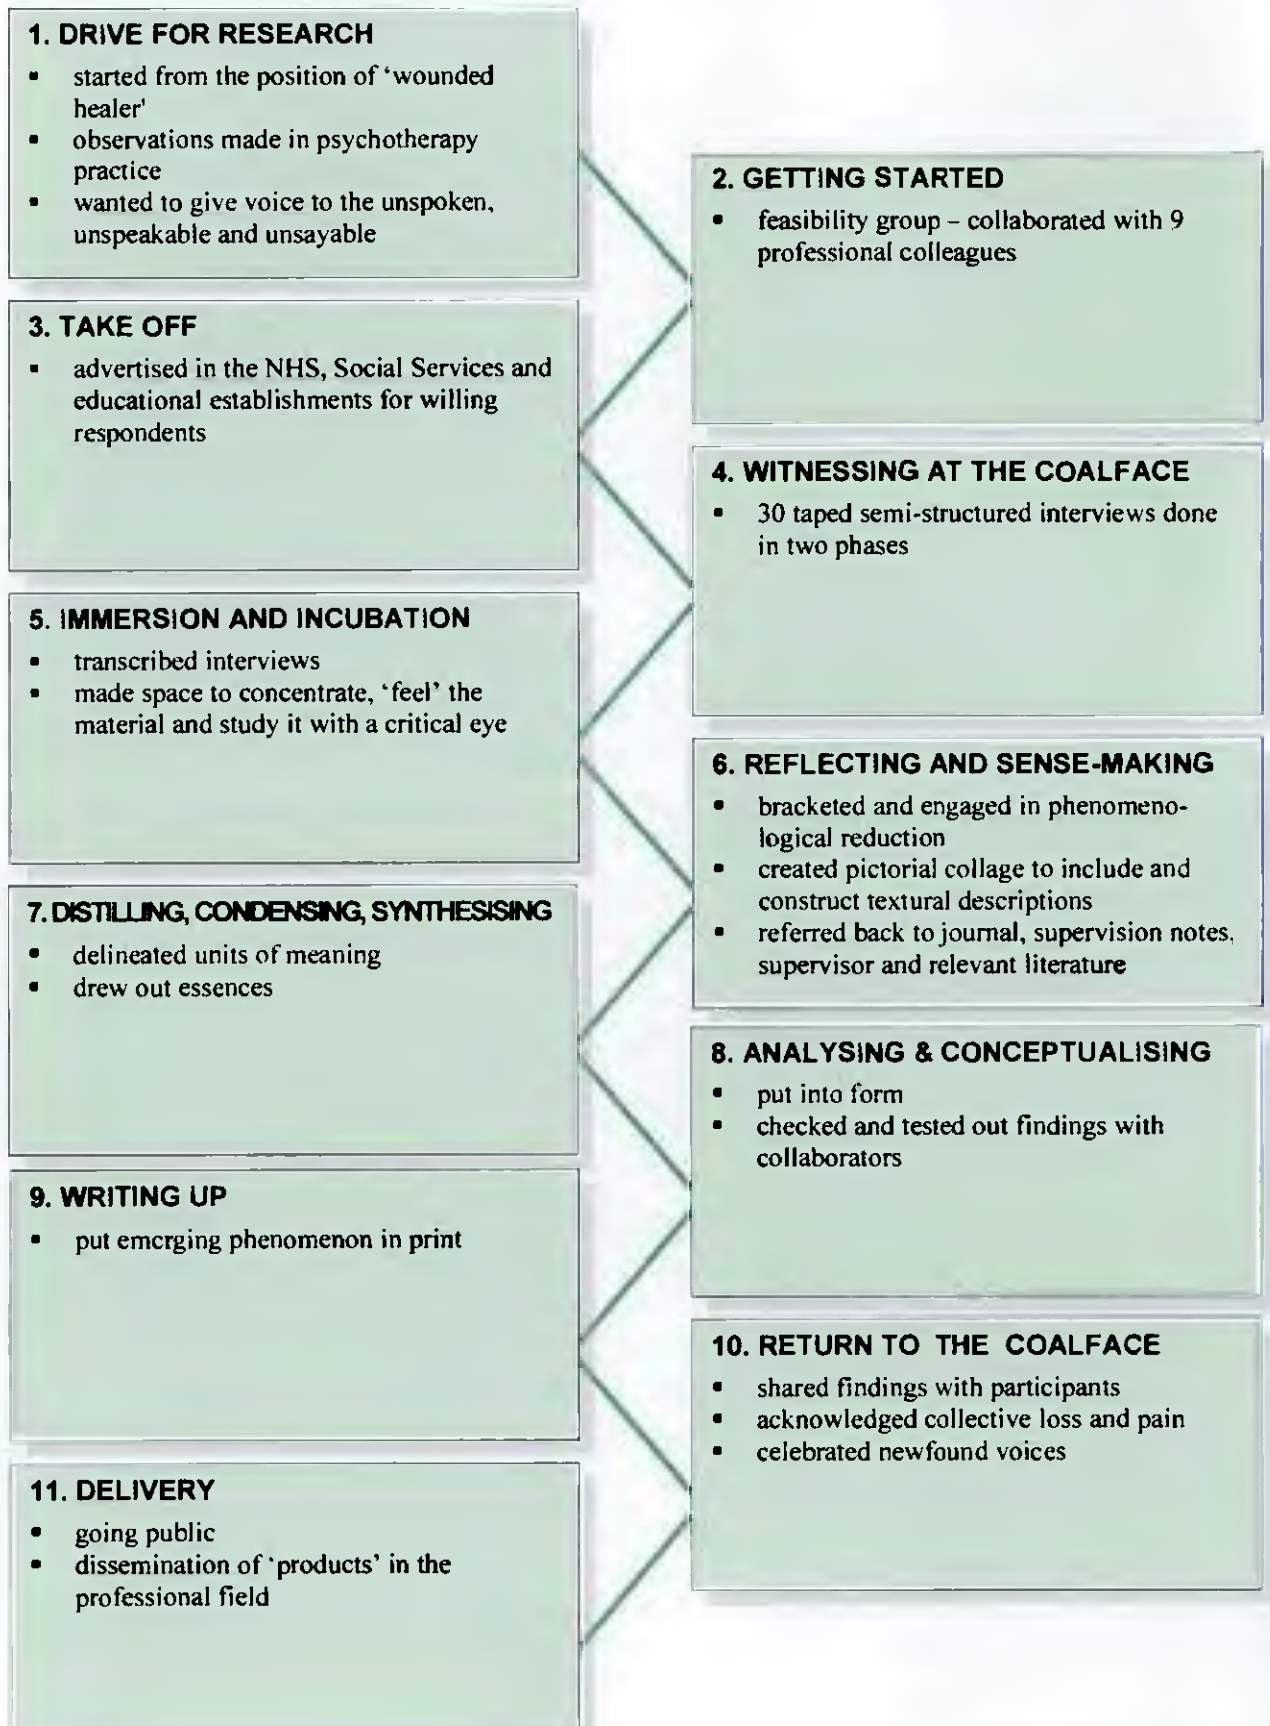 1. DRIVE FOR RESEARCH
▪ started from the position of ‘wounded
healer'
▪ observations made in psychotherapy
practice
▪ wanted to give voice to the unspoken,
unspeakable and unsayable
2. GETTING STARTED
▪ feasibility group – collaborated with 9
professional colleagues
3. TAKE OFF
▪ advertised in the NHS, Social Services and
educational establishments for willing
respondents
4. WITNESSING AT THE COALFACE
▪ 30 taped semi-structured interviews done
in two phases
5. IMMERSION AND INCUBATION
▪ transcribed interviews
▪ made space to concentrate, ‘feel’ the
material and study it with a critical eye
6. REFLECTING AND SENSE-MAKING
▪ bracketed and engaged in phenomeno-
logical reduction
▪ created pictorial collage to include and
construct textural descriptions
▪ referred back to journal, supervision notes,
supervisor and relevant literature
7. DISTILLING, CONDENSING, SYNTHESISING
▪ delineated units of meaning
▪ drew out essences
8. ANALYSING & CONCEPTUALISING
▪ put into form
▪ checked and tested out findings with
collaborators
9. WRITING UP
▪ put emerging phenomenon in print
10. RETURN TO THE COALFACE
▪ shared findings with participants
▪ acknowledged collective loss and pain
▪ celebrated newfound voices
11. DELIVERY
▪ going public
▪ dissemination of ‘products’ in the
professional field